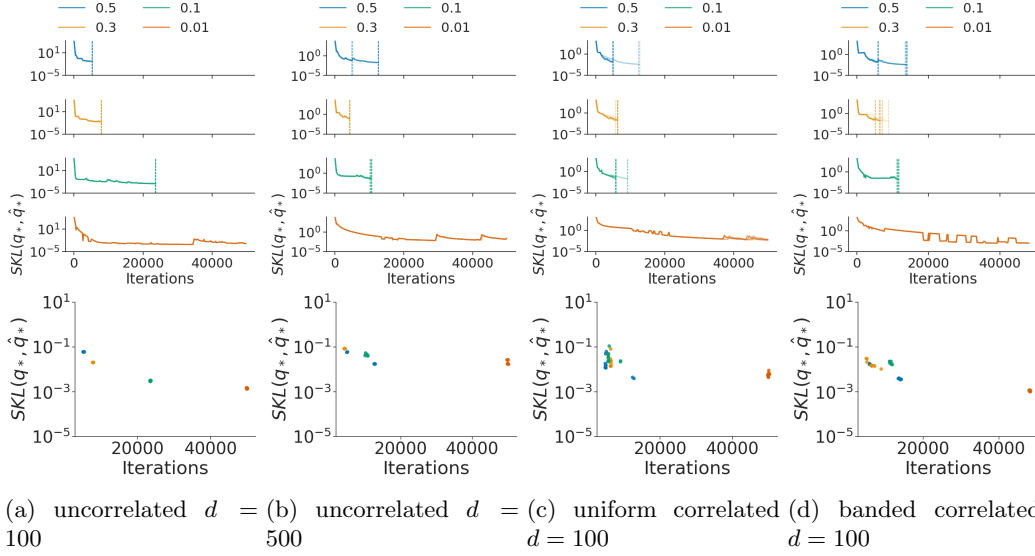 0.5 0.1 0.5 0.1 0.5 0.1 0.5 0.1
0.3 0.01 0.3 0.01 0.3 0.01 0.3 0.01
10^1 10^0 10^0 10^0
10^-5 10^-5 10^-5 10^-5
10^1 10^0 10^0 10^0
10^-5 10^-5 10^-5 10^-5
10^1 10^0 10^0 10^0
10^-5 10^-5 10^-5 10^-5
10^1 10^0 10^0 10^0
10^-5 10^-5 10^-5 10^-5
SKL(q*, q̂*) SKL(q*, q̂*) SKL(q*, q̂*) SKL(q*, q̂*)
0 20000 40000 0 20000 40000 0 20000 40000 0 20000 40000
Iterations Iterations Iterations Iterations
10^1 10^1 10^1 10^1
10^-1 10^-1 10^-1 10^-1
10^-3 10^-3 10^-3 10^-3
10^-5 10^-5 10^-5 10^-5
SKL(q*, q̂*) SKL(q*, q̂*) SKL(q*, q̂*) SKL(q*, q̂*)
20000 40000 20000 40000 20000 40000 20000 40000
Iterations Iterations Iterations Iterations
(a) uncorrelated d =
100
(b) uncorrelated d =
500
(c) uniform correlated
d = 100
(d) banded correlated
d = 100